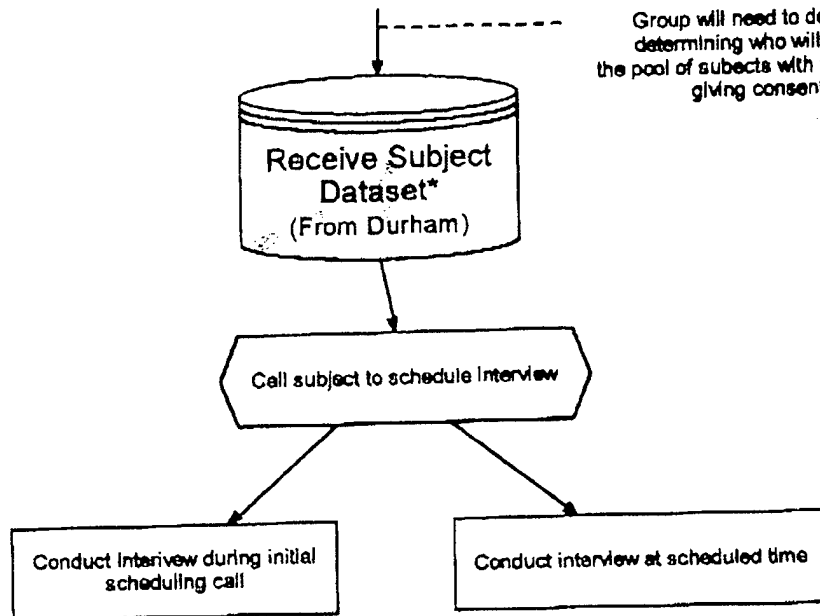 Group will need to de
determining who will
the pool of subects with
giving consent
Receive Subject
Dataset*
(From Durham)
Call subject to schedule Interview
Conduct Interivew during initial
scheduling call
Conduct interview at scheduled time